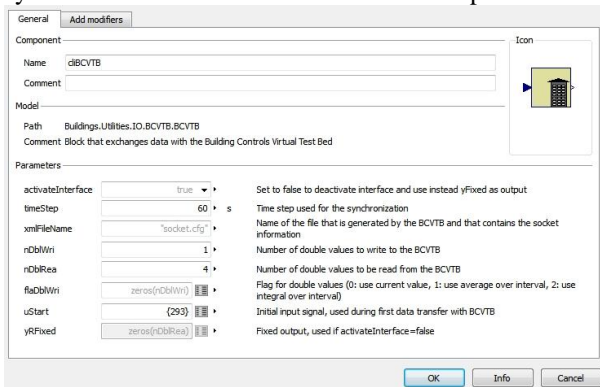 General Add modifiers
Component
Icon
Name cliBCVTB
Comment
Model
Path Buildings.Utilities.IO.BCVTB.BCVTB
Comment Block that exchanges data with the Building Controls Virtual Test Bed
Parameters
activateInterface true Set to false to deactivate interface and use instead yFixed as output
timeStep 60 s Time step used for the synchronization
xmlFileName "socket.cfg" Name of the file that is generated by the BCVTB and that contains the socket
information
nDblWri 1 Number of double values to write to the BCVTB
nDblRea 4 Number of double values to be read from the BCVTB
flaDblWri zeros(nDblWri) Flag for double values (0: use current value, 1: use average over interval, 2: use
integral over interval)
uStart {293} Initial input signal, used during first data transfer with BCVTB
yRFixed zeros(nDblRea) Fixed output, used if activateInterface=false
OK Info Cancel